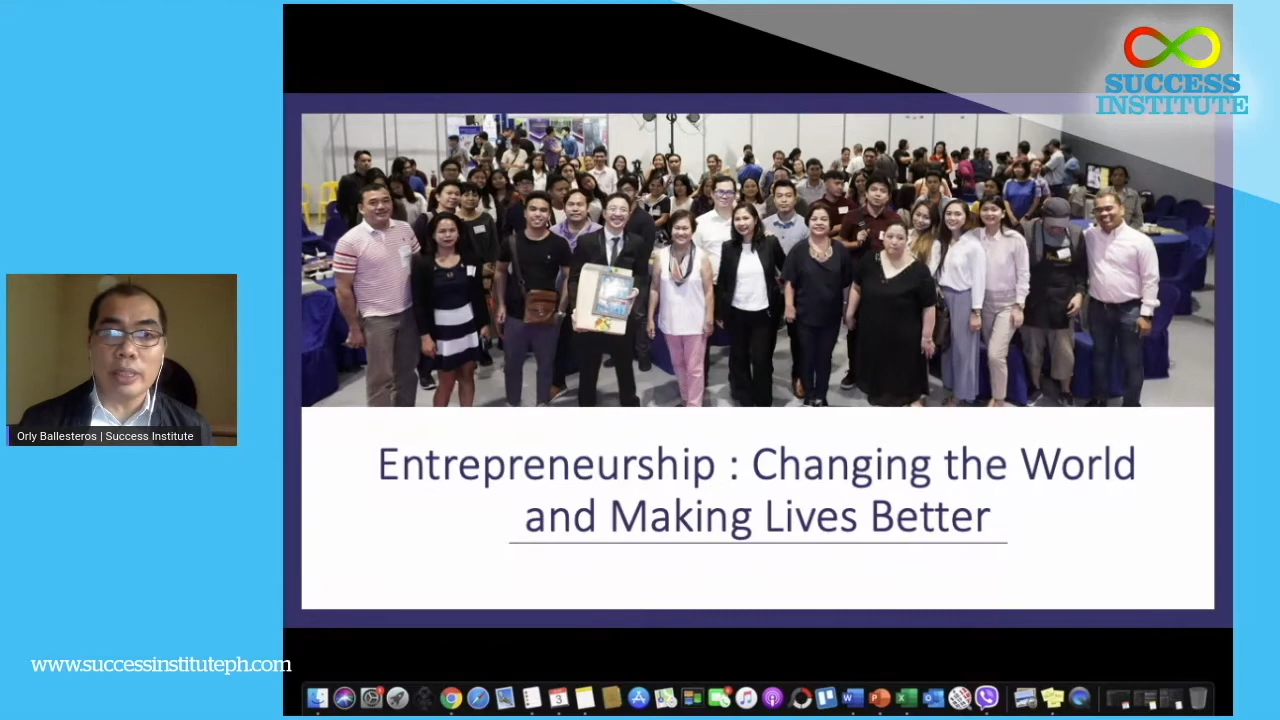 SUCCESS
INSTITUTE
Orly Ballesteros | Success Institute
Entrepreneurship : Changing the World
and Making Lives Better
www.successinstituteph.com